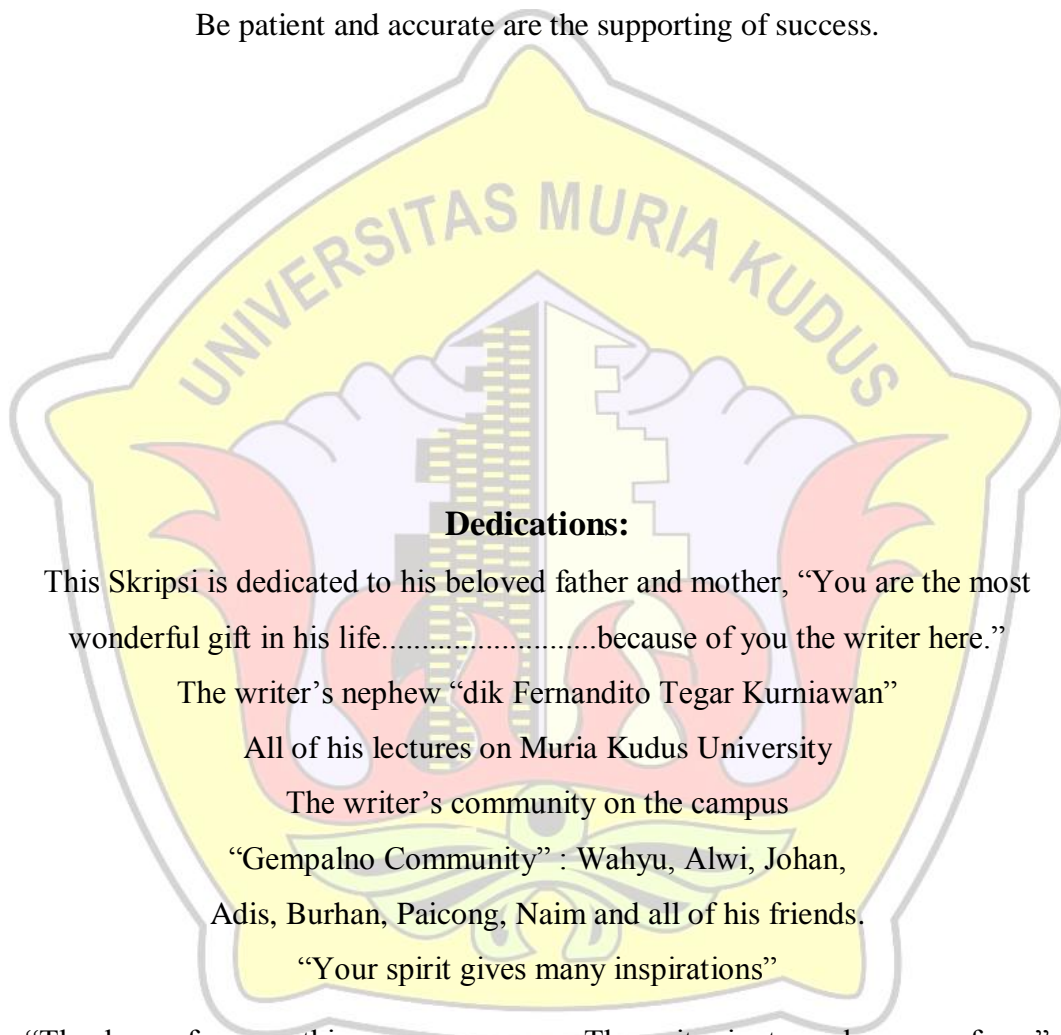 Be patient and accurate are the supporting of success.
UNIVERSITAS MURIA KUDUS
Dedications:
This Skripsi is dedicated to his beloved father and mother, “You are the most
wonderful gift in his life..........................because of you the writer here.”
The writer’s nephew “dik Fernandito Tegar Kurniawan”
All of his lectures on Muria Kudus University
The writer’s community on the campus
“Gempalno Community” : Wahyu, Alwi, Johan,
Adis, Burhan, Paicong, Naim and all of his friends.
“Your spirit gives many inspirations”